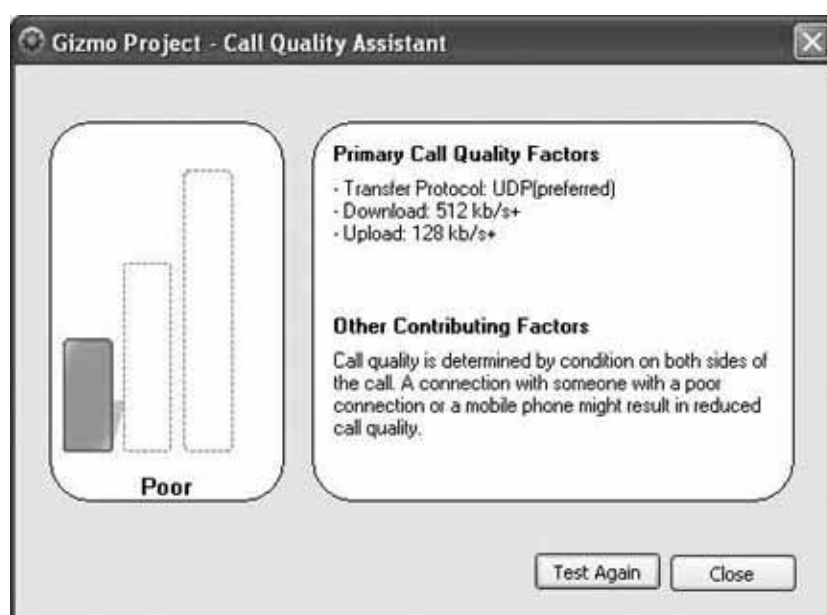 Gizmo Project - Call Quality Assistant
Poor
Primary Call Quality Factors
- Transfer Protocol: UDP(preferred)
- Download: 512 kb/s+
- Upload: 128 kb/s+
Other Contributing Factors
Call quality is determined by condition on both sides of
the call. A connection with someone with a poor
connection or a mobile phone might result in reduced
call quality.
Test Again
Close